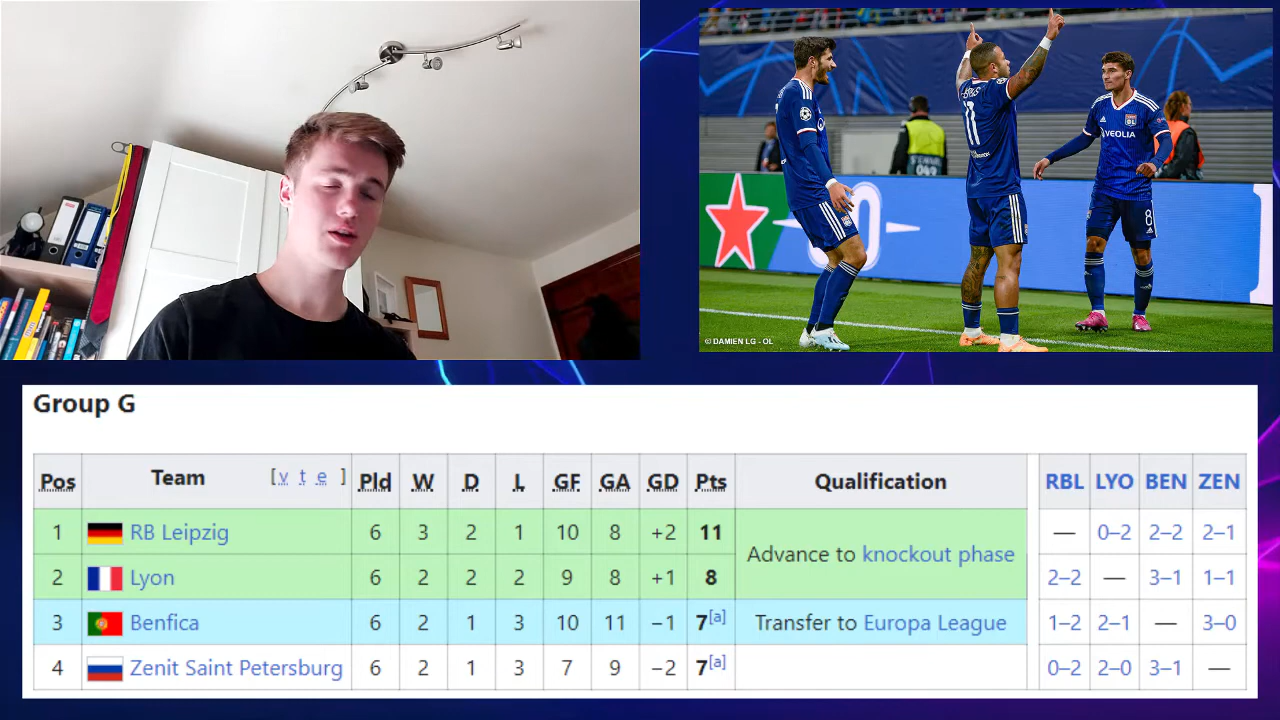 11
VEOLIA
8
© DAMIEN LG - OL
Group G
Pos Team [v t e] Pld W D L GF GA GD Pts Qualification RBL LYO BEN ZEN
1 RB Leipzig 6 3 2 1 10 8 +2 11 Advance to knockout phase — 0–2 2–2 2–1
2 Lyon 6 2 2 2 9 8 +1 8 2–2 — 3–1 1–1
3 Benfica 6 2 1 3 10 11 −1 7[a] Transfer to Europa League 1–2 2–1 — 3–0
4 Zenit Saint Petersburg 6 2 1 3 7 9 −2 7[a] 0–2 2–0 3–1 —